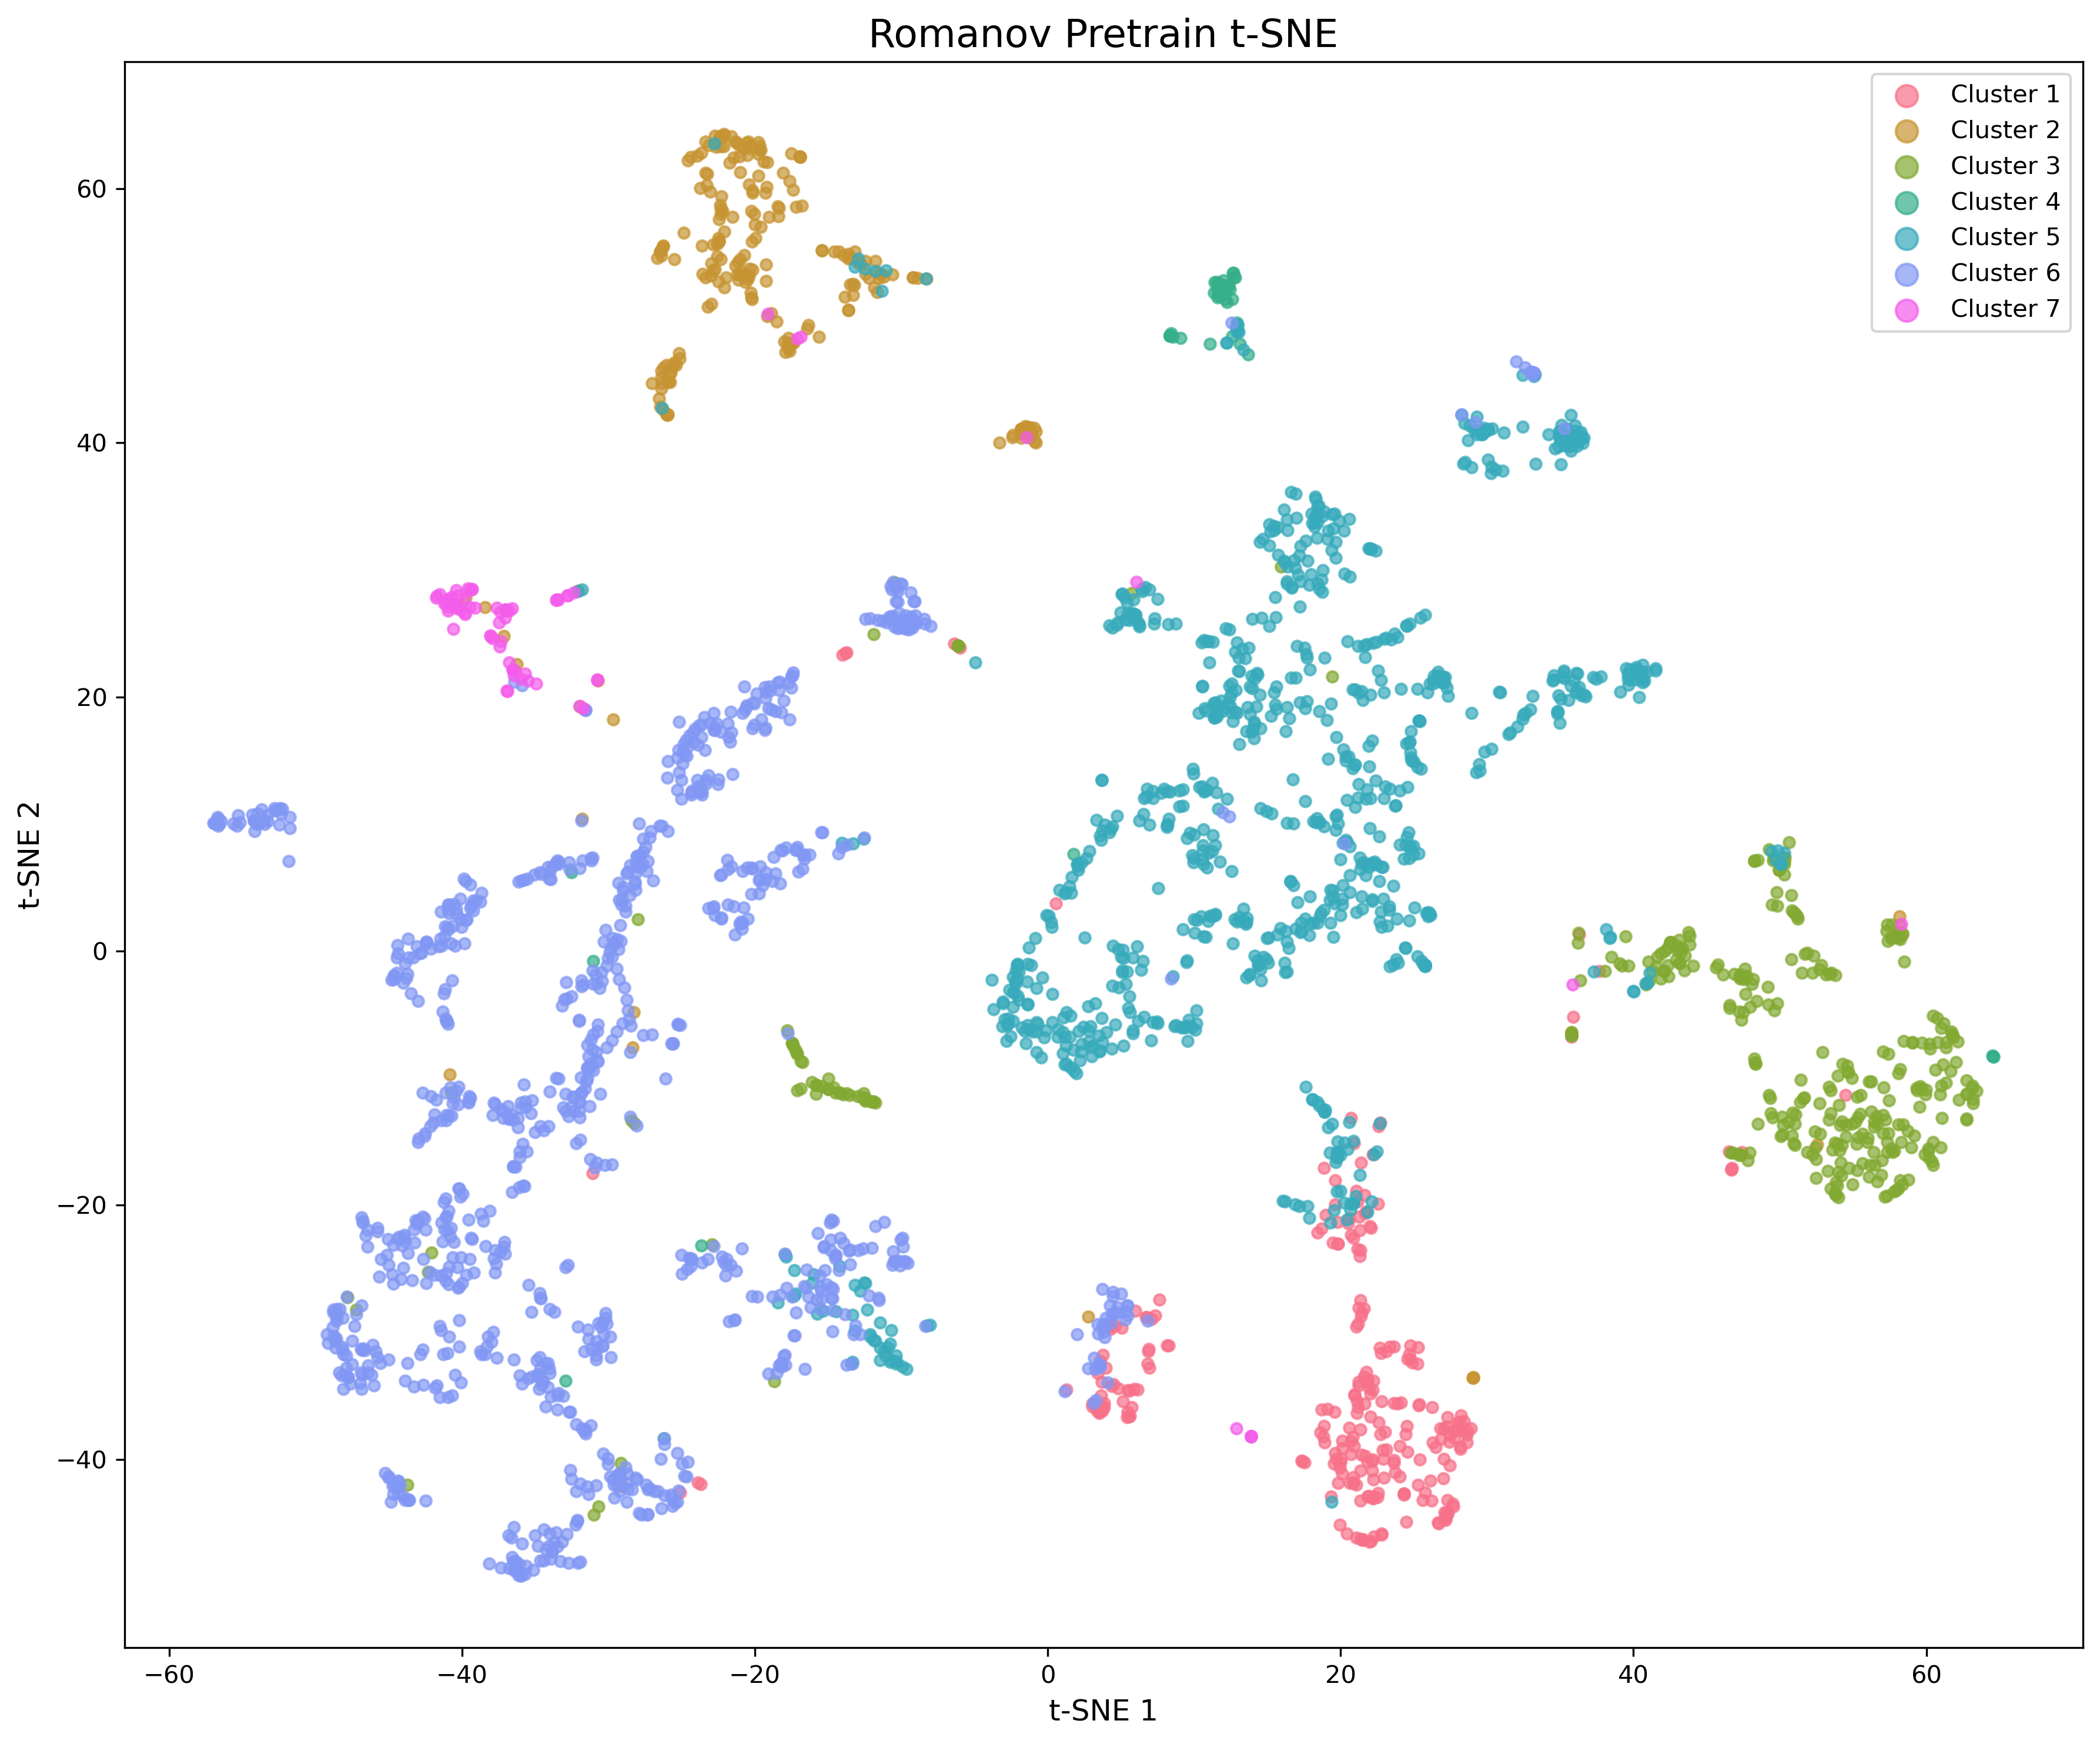 Romanov Pretrain t-SNE
Cluster 1
Cluster 2
Cluster 3
Cluster 4
Cluster 5
Cluster 6
Cluster 7
60
40
20
0
−20
−40
t-SNE 2
−60
−40
−20
0
20
40
60
t-SNE 1